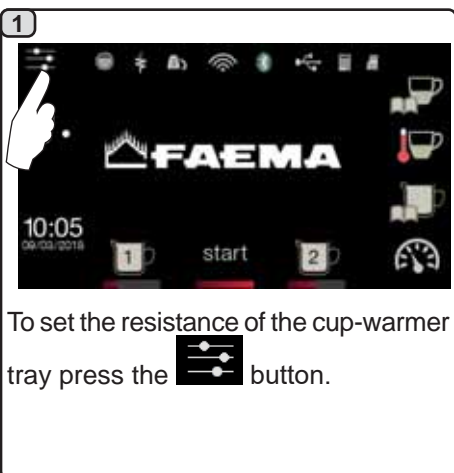 1
FAEMA
10:05
09/03/2018
1 start 2
To set the resistance of the cup-warmer
tray press the button.